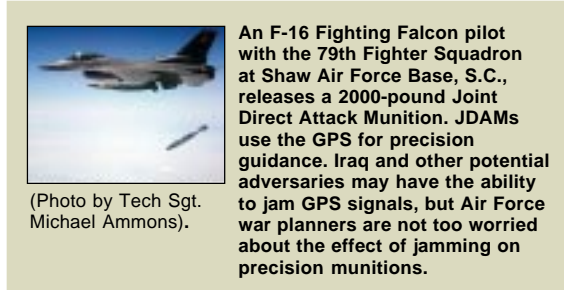 An F-16 Fighting Falcon pilot
with the 79th Fighter Squadron
at Shaw Air Force Base, S.C.,
releases a 2000-pound Joint
Direct Attack Munition. JDAMs
use the GPS for precision
guidance. Iraq and other potential
adversaries may have the ability
to jam GPS signals, but Air Force
war planners are not too worried
about the effect of jamming on
precision munitions.
(Photo by Tech Sgt.
Michael Ammons).